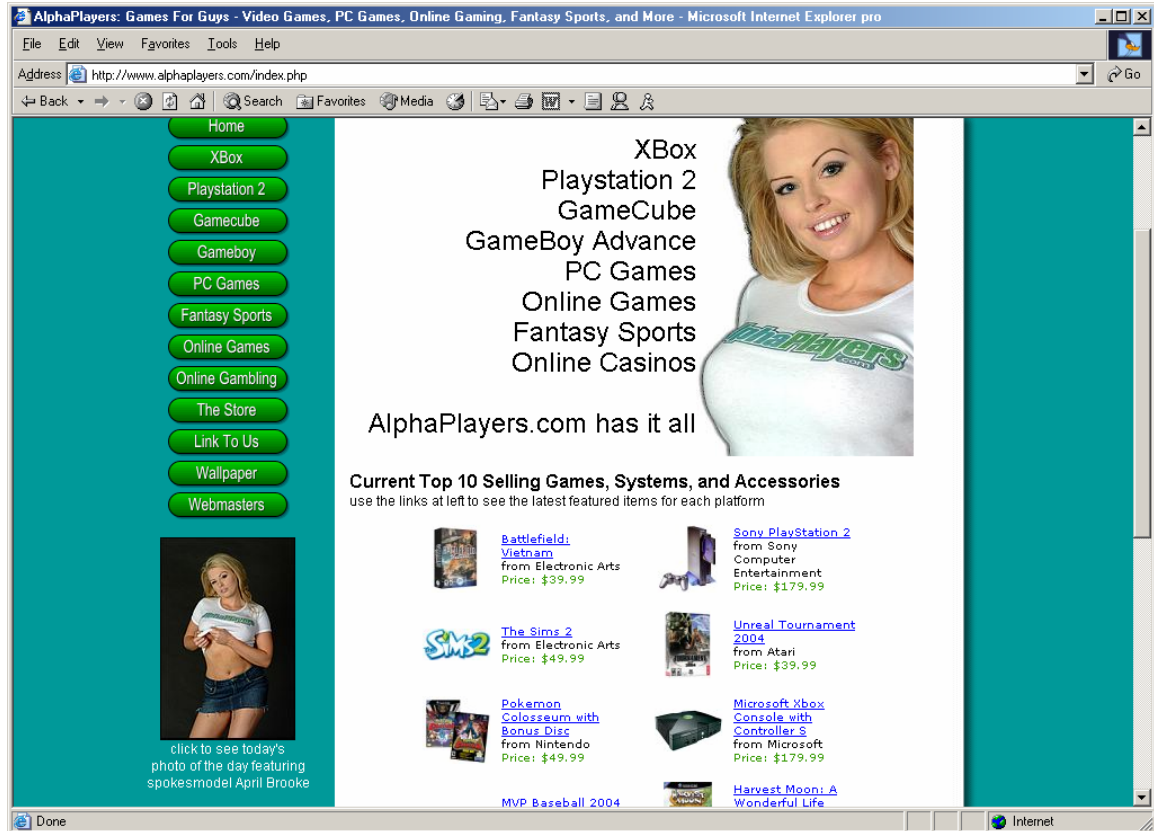 AlphaPlayers: Games For Guys - Video Games, PC Games, Online Gaming, Fantasy Sports, and More - Microsoft Internet Explorer pro
File Edit View Favorites Tools Help
Address http://www.alphaplayers.com/index.php Go
Back Search Favorites Media
Home
XBox
Playstation 2
Gamecube
Gameboy
PC Games
Fantasy Sports
Online Games
Online Gambling
The Store
Link To Us
Wallpaper
Webmasters
click to see today's
photo of the day featuring
spokesmodel April Brooke
XBox
Playstation 2
GameCube
GameBoy Advance
PC Games
Online Games
Fantasy Sports
Online Casinos
AlphaPlayers.com has it all
AlphaPlayers
.com
Current Top 10 Selling Games, Systems, and Accessories
use the links at left to see the latest featured items for each platform
Battlefield:
Vietnam
from Electronic Arts
Price: $39.99
Sony PlayStation 2
from Sony
Computer
Entertainment
Price: $179.99
Sims2
The Sims 2
from Electronic Arts
Price: $49.99
Unreal Tournament
2004
from Atari
Price: $39.99
Pokemon
Colosseum with
Bonus Disc
from Nintendo
Price: $49.99
Microsoft Xbox
Console with
Controller S
from Microsoft
Price: $179.99
MVP Baseball 2004
Harvest Moon: A
Wonderful Life
Done
Internet